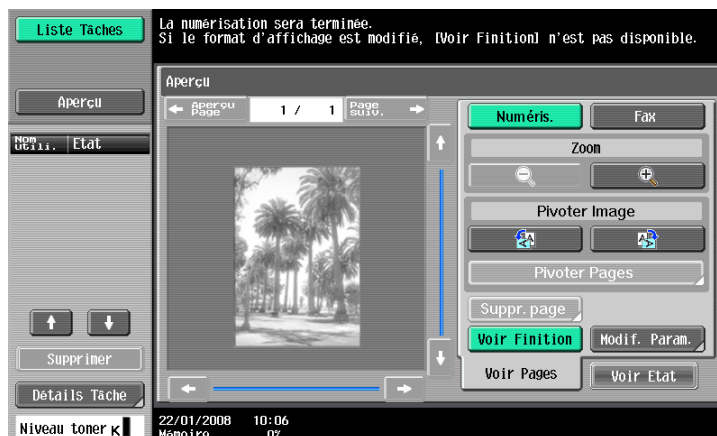 Liste Tâches
La numérisation sera terminée.
Si le format d'affichage est modifié, [Voir Finition] n'est pas disponible.
Aperçu
Aperçu
Nom utili.
Etat
Aperçu Page
1 / 1
Page suiv.
Numéris.
Fax
Zoom
Pivoter Image
Pivoter Pages
Suppr. page
Voir Finition
Modif. Param.
Voir Pages
Voir Etat
Supprimer
Détails Tâche
Niveau toner K
22/01/2008 10:06
Mémoire 0%